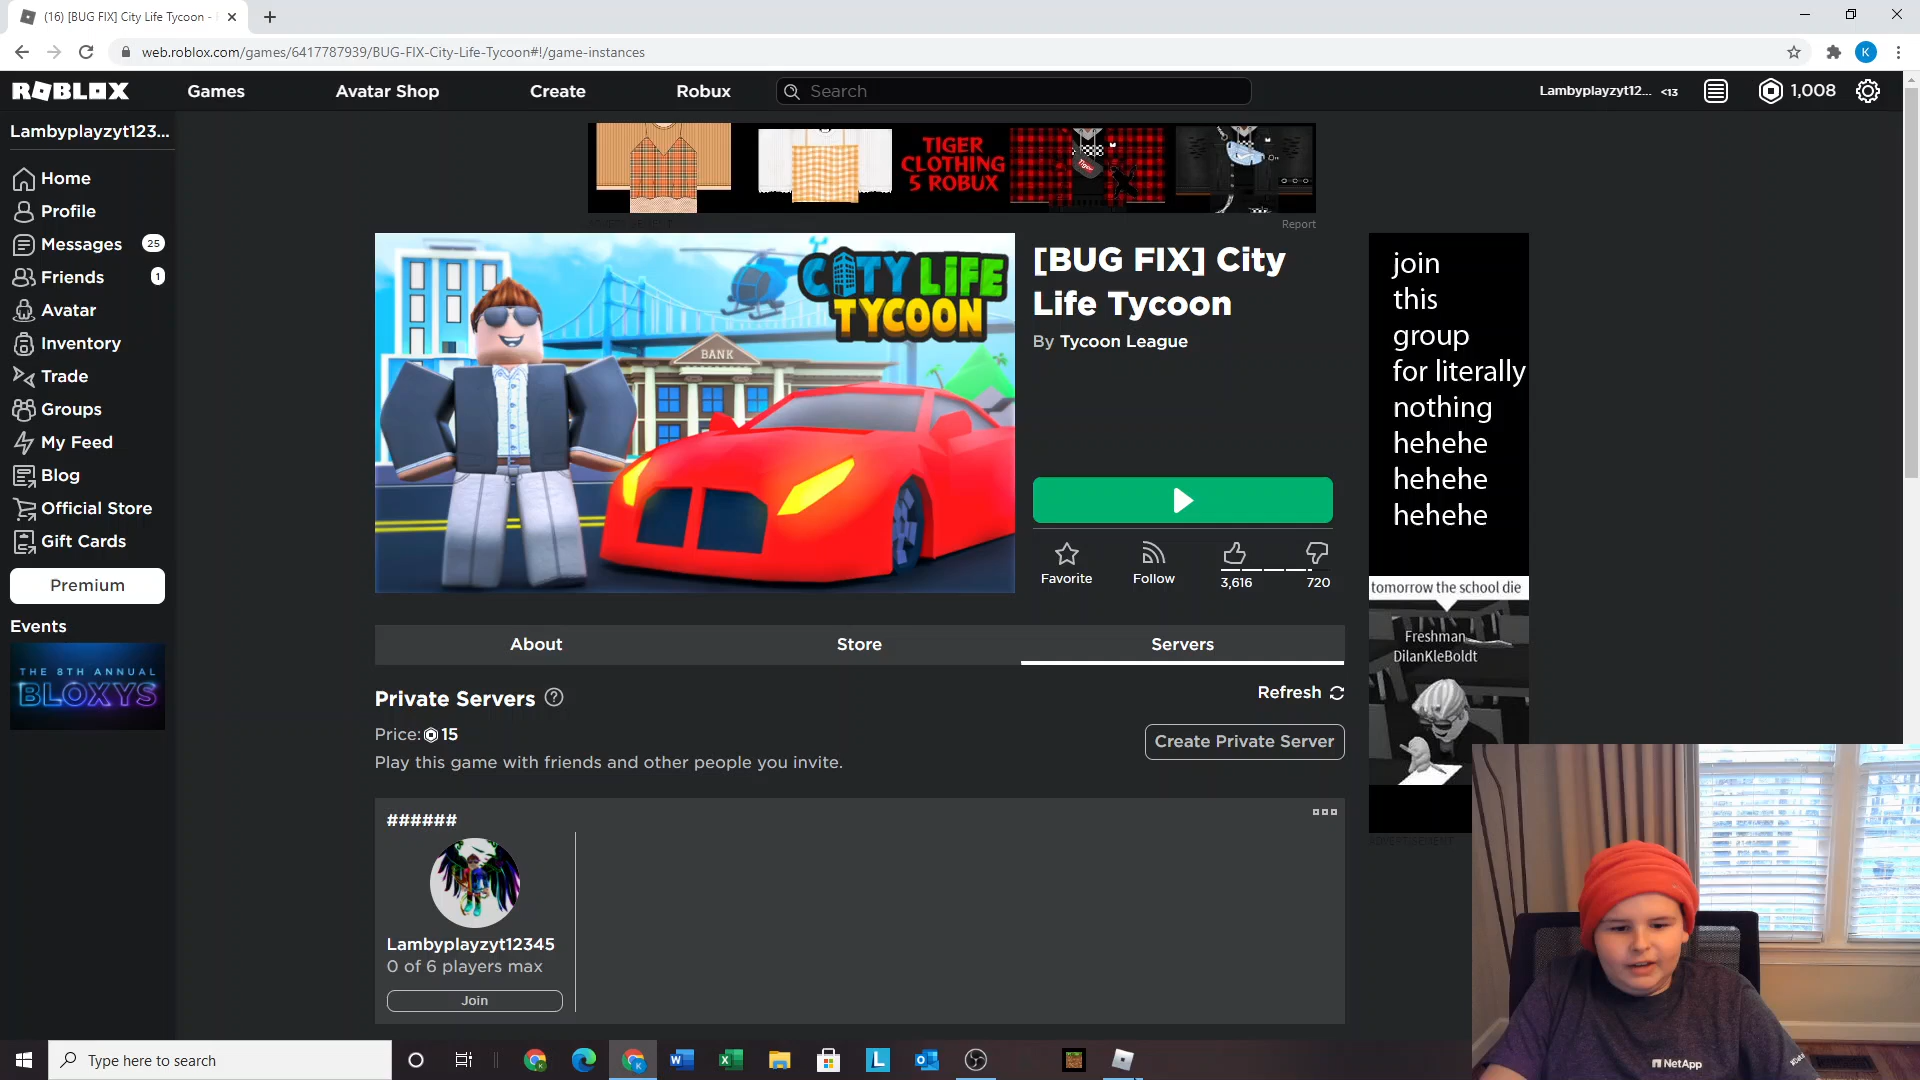 (16) [BUG FIX] City Life Tycoon -
web.roblox.com/games/6417787939/BUG-FIX-City-Life-Tycoon#!/game-instances
K
ROBLOX
Games
Avatar Shop
Create
Robux
Search
Lambyplayzyt12... <13
1,008
Lambyplayzyt123...
Home
Profile
Messages 25
Friends 1
Avatar
Inventory
Trade
Groups
My Feed
Blog
Official Store
Gift Cards
Premium
Events
THE 8TH ANNUAL
BLOXYS
TIGER
CLOTHING
5 ROBUX
Tiger
Report
CITY LIFE
TYCOON
BANK
[BUG FIX] City
Life Tycoon
By Tycoon League
Favorite
Follow
3,616
720
About
Store
Servers
Private Servers
Refresh
Price: 15
Create Private Server
Play this game with friends and other people you invite.
######
Lambyplayzyt12345
0 of 6 players max
Join
join
this
group
for literally
nothing
hehehe
hehehe
hehehe
tomorrow the school die
Freshman
DilanKleBoldt
ADVERTISEMENT
NetApp
Type here to search